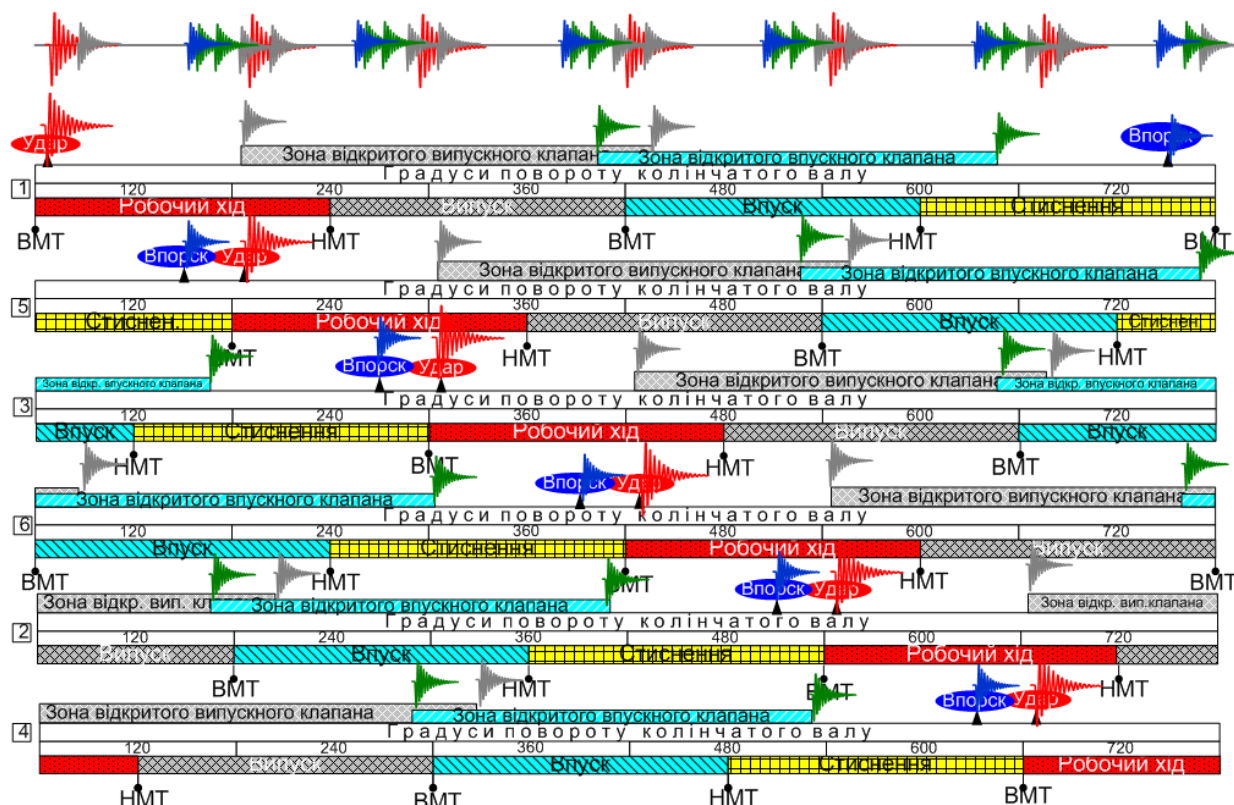 Удар Впорск
Зона відкритого випускного клапана Зона відкритого впускного клапана
Градуси повороту колінчатого валу
1 120 240 360 480 600 720
Робочий хід Випуск Впуск Стиснення
ВМТ НМТ ВМТ НМТ ВМТ
Впорск Удар
Зона відкритого випускного клапана Зона відкритого впускного клапана
Градуси повороту колінчатого валу
5 120 240 360 480 600 720
Стиснен. Робочий хід Випуск Впуск Стиснен
ВМТ НМТ ВМТ НМТ
Впорск Удар
Зона відкр. впускного клапана Зона відкритого випускного клапана Зона відкр. впускного клапана
Градуси повороту колінчатого валу
3 120 240 360 480 600 720
Впуск Стиснення Робочий хід Випуск Впуск
НМТ ВМТ НМТ ВМТ
Впорск Удар
Зона відкритого впускного клапана Зона відкритого випускного клапана
Градуси повороту колінчатого валу
6 120 240 360 480 600 720
Впуск Стиснення Робочий хід Випуск
ВМТ НМТ ВМТ НМТ ВМТ
Впорск Удар
Зона відкр. вип. кл Зона відкритого впускного клапана Зона відкр. вип.клапана
Градуси повороту колінчатого валу
2 120 240 360 480 600 720
Випуск Впуск Стиснення Робочий хід
ВМТ НМТ ВМТ НМТ
Впорск Удар
Зона відкритого випускного клапана Зона відкритого впускного клапана
Градуси повороту колінчатого валу
4 120 240 360 480 600 720
Випуск Впуск Стиснення Робочий хід
НМТ ВМТ НМТ ВМТ